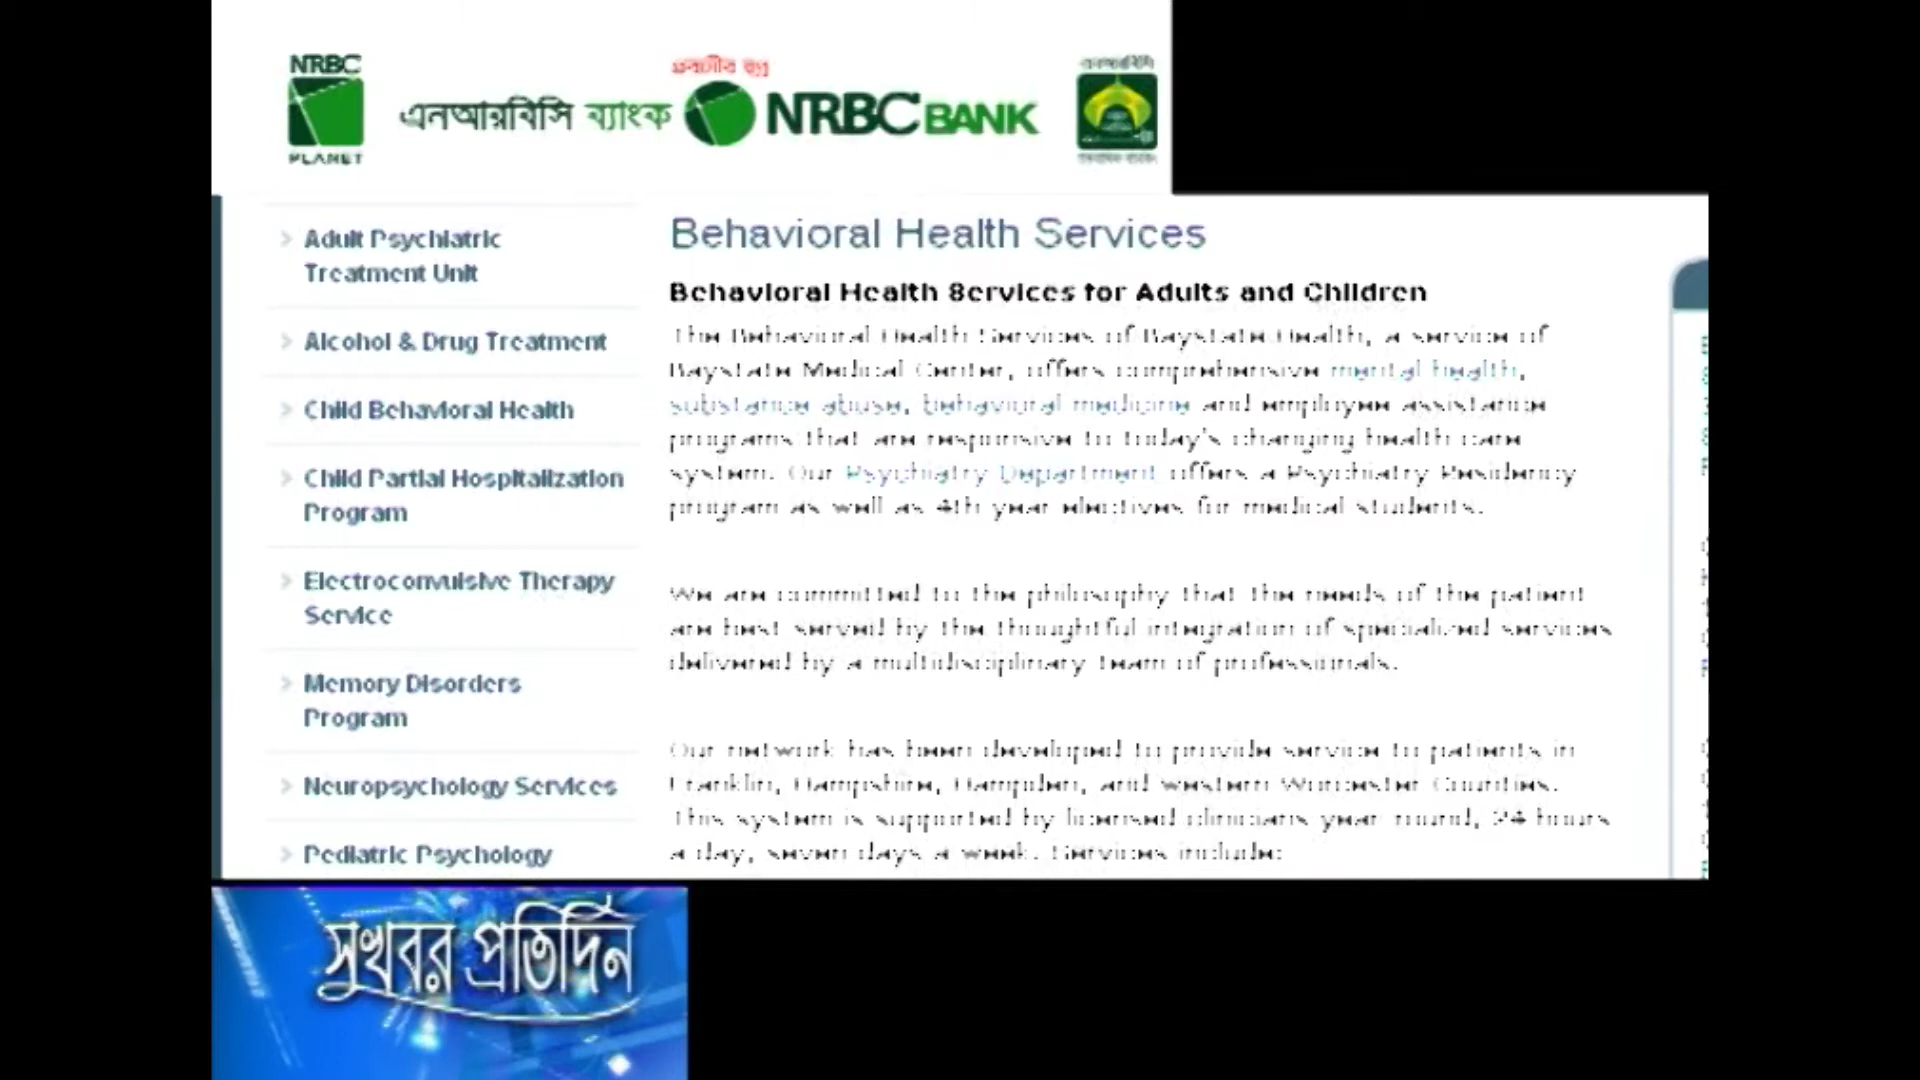 NRBC
PLANET
এনআরবিসি ব্যাংক
NRBC BANK
এনআরবিসি
Adult Psychiatric
Treatment Unit
Alcohol & Drug Treatment
Child Behavioral Health
Child Partial Hospitalization
Program
Electroconvulsive Therapy
Service
Memory Disorders
Program
Neuropsychology Services
Pediatric Psychology
Behavioral Health Services
Behavioral Health Services for Adults and Children
The Behavioral Health Services of Baystate Health, a service of
Baystate Medical Center, offers comprehensive mental health,
substance abuse, behavioral medicine and employee assistance
programs that are responsive to today's changing health care
system. Our Psychiatry Department offers a Psychiatry Residency
program as well as 4th year electives for medical students.
We are committed to the philosophy that the needs of the patient
are best served by the thoughtful integration of specialized services
delivered by a multidisciplinary team of professionals.
Our network has been developed to provide service to patients in
Franklin, Hampshire, Hampden, and western Worcester Counties.
This system is supported by licensed clinicians year round, 24 hours
a day, seven days a week. Services include:
সুখবর প্রতিদিন